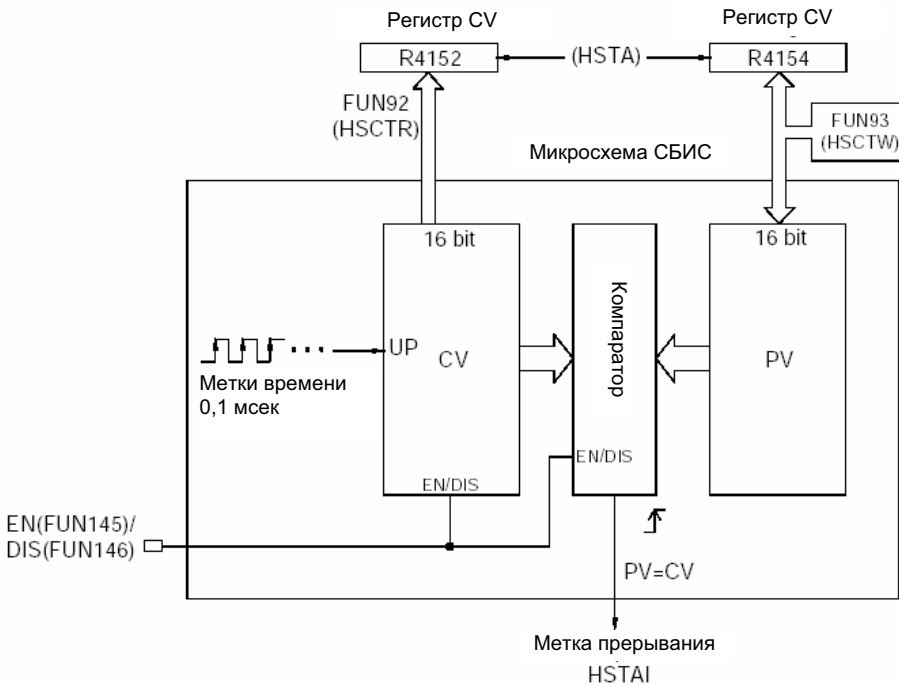 Регистр CV
Регистр CV
R4152
(HSTA)
R4154
FUN92
(HSCTR)
FUN93
(HSCTW)
Микросхема СБИС
16 bit
16 bit
Компаратор
UP
CV
PV
Метки времени
0,1 мсек
EN/DIS
EN/DIS
EN(FUN145)/
DIS(FUN146)
PV=CV
Метка прерывания
HSTAI